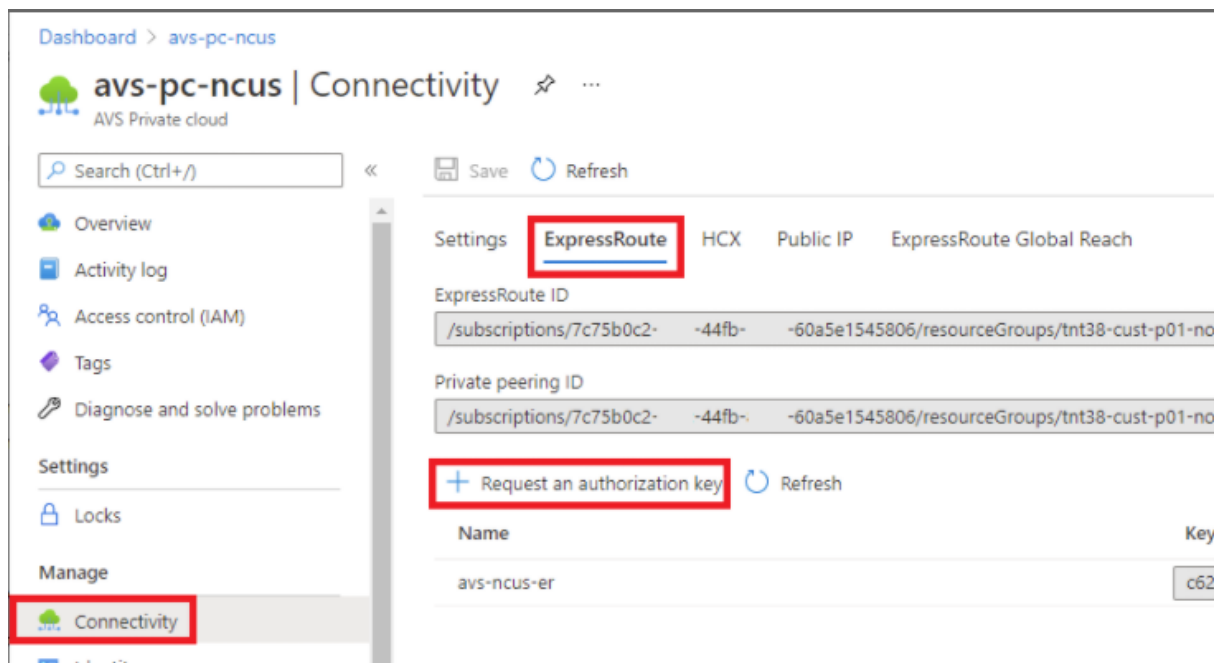 Dashboard > avs-pc-ncus
avs-pc-ncus | Connectivity ...
AVS Private cloud
Search (Ctrl+/) «
Overview
Activity log
Access control (IAM)
Tags
Diagnose and solve problems
Settings
Locks
Manage
Connectivity
Save Refresh
Settings ExpressRoute HCX Public IP ExpressRoute Global Reach
ExpressRoute ID
/subscriptions/7c75b0c2- -44fb- -60a5e1545806/resourceGroups/tnt38-cust-p01-no
Private peering ID
/subscriptions/7c75b0c2- -44fb- -60a5e1545806/resourceGroups/tnt38-cust-p01-no
+ Request an authorization key Refresh
Name Key
avs-ncus-er c62